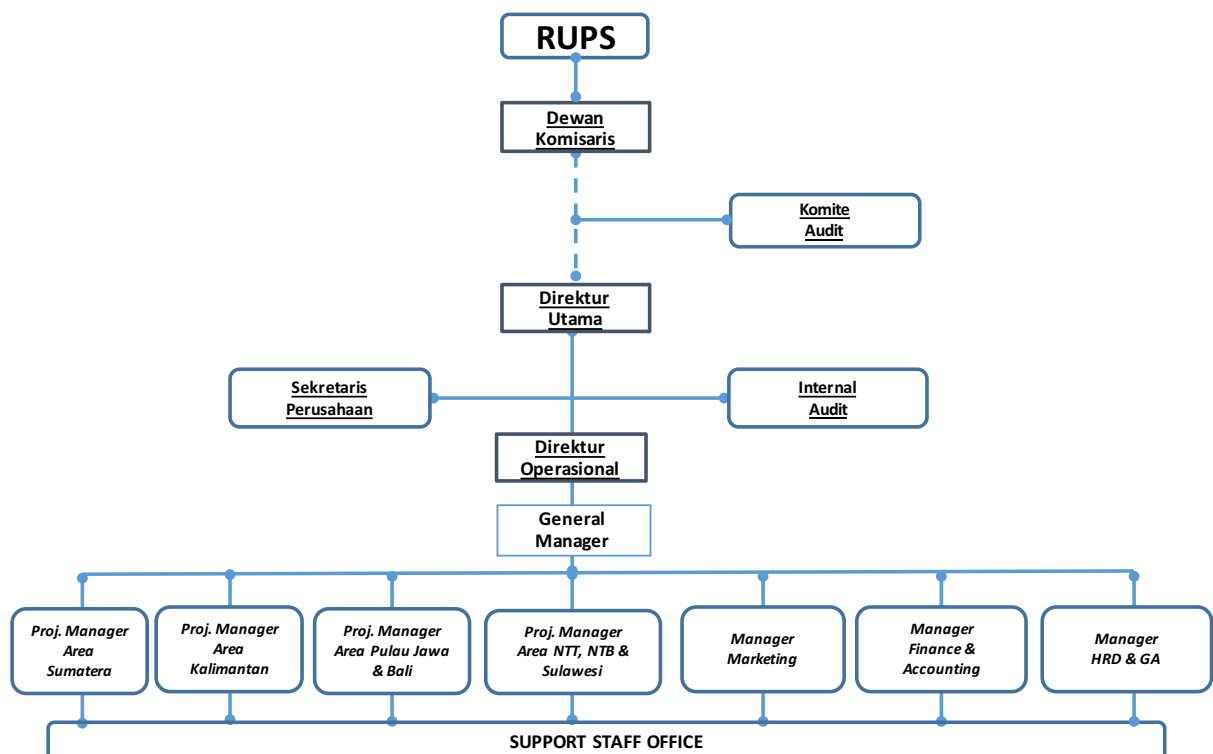 RUPS
Dewan
Komisaris
Komite
Audit
Direktur
Utama
Sekretaris
Perusahaan
Internal
Audit
Direktur
Operasional
General
Manager
Proj. Manager
Area
Sumatera
Proj. Manager
Area
Kalimantan
Proj. Manager
Area Pulau Jawa
& Bali
Proj. Manager
Area NTT, NTB &
Sulawesi
Manager
Marketing
Manager
Finance &
Accounting
Manager
HRD & GA
SUPPORT STAFF OFFICE